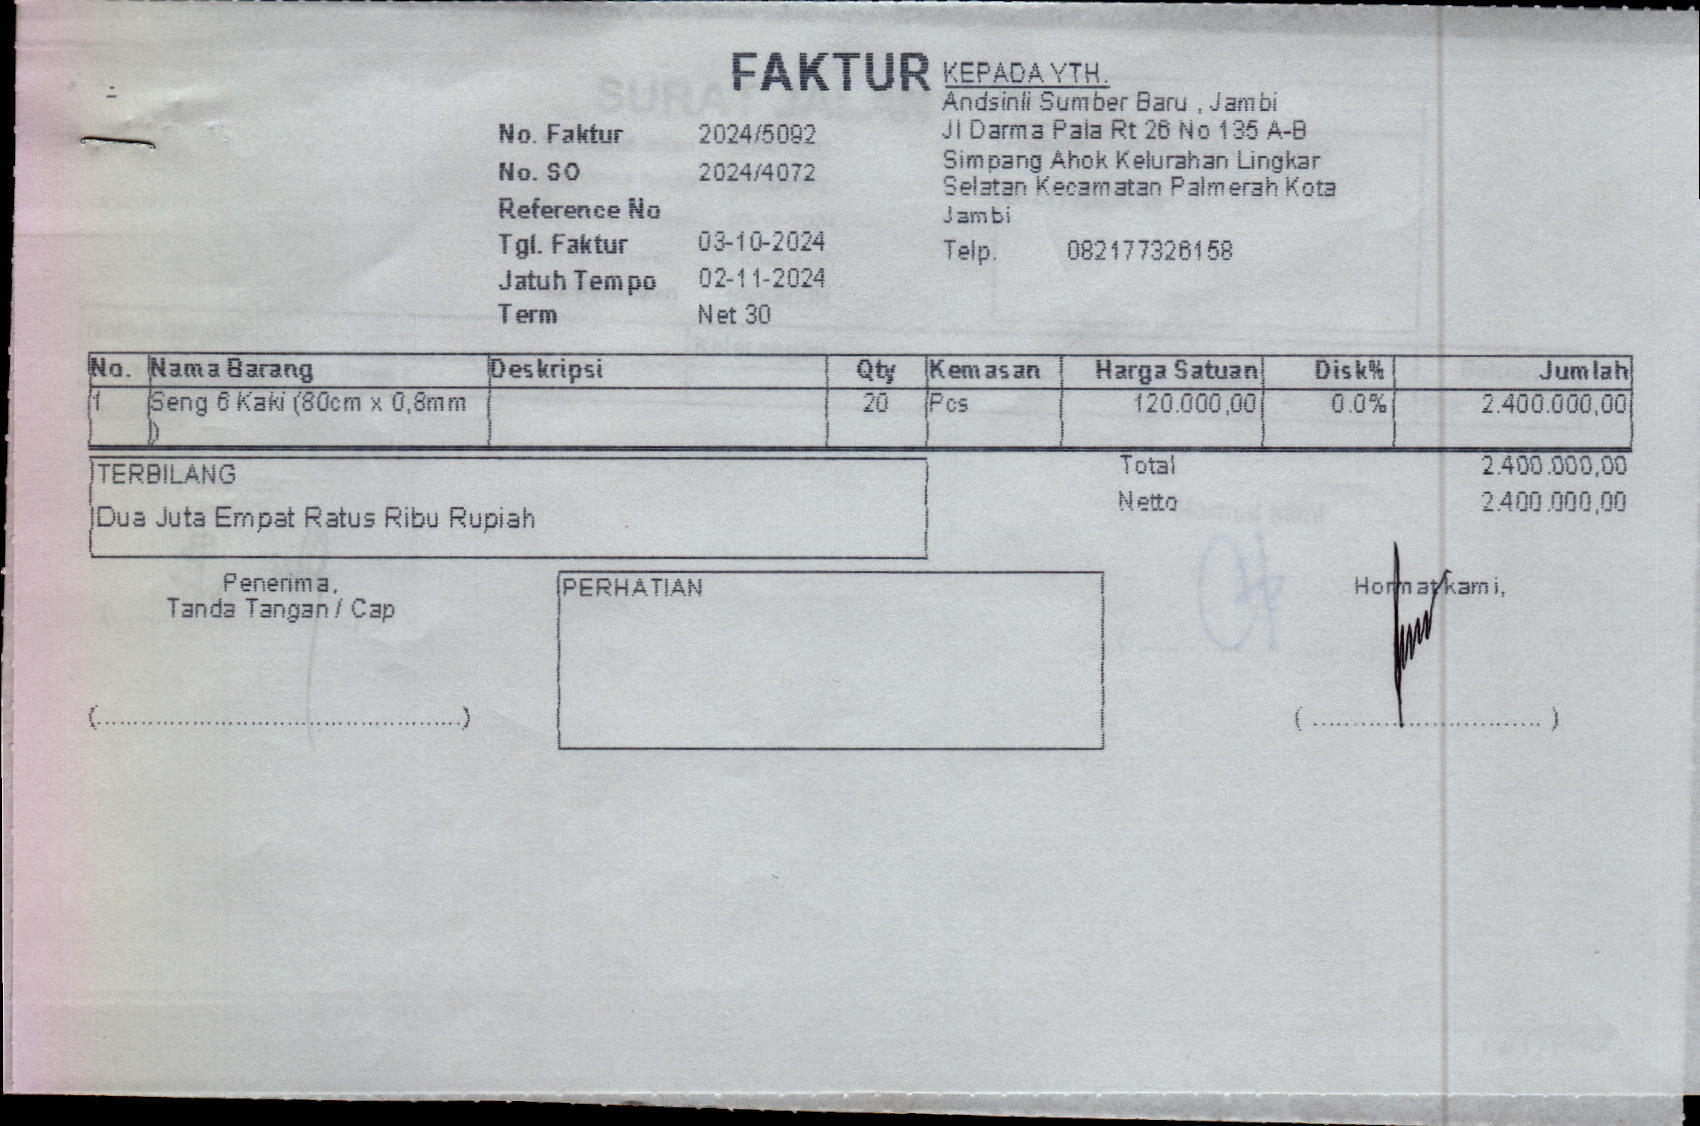 FAKTUR
No. Faktur 2024/5092
No. SO 2024/4072
Reference No
Tgl. Faktur 03-10-2024
Jatuh Tempo 02-11-2024
Term Net 30
KEPADA YTH.
Sumber Baru , Jambi
Jl Darma Pala Rt 26 No 135 A-B
Simpang Ahok Kelurahan Lingkar
Selatan Kecamatan Palmerah Kota
Jambi
Telp. 082177326158
No. Nama Barang Deskripsi Qty Kemasan Harga Satuan Disk% Jumlah
1 Seng 6 Kaki (80cm x 0,8mm 20 Pcs 120.000,00 0.0% 2.400.000,00
)
TERBILANG
Dua Juta Empat Ratus Ribu Rupiah
Total 2.400.000,00
Netto 2.400.000,00
Penerima,
Tanda Tangan / Cap
(..............................................)
PERHATIAN
Hormat kami,
( ............................. )